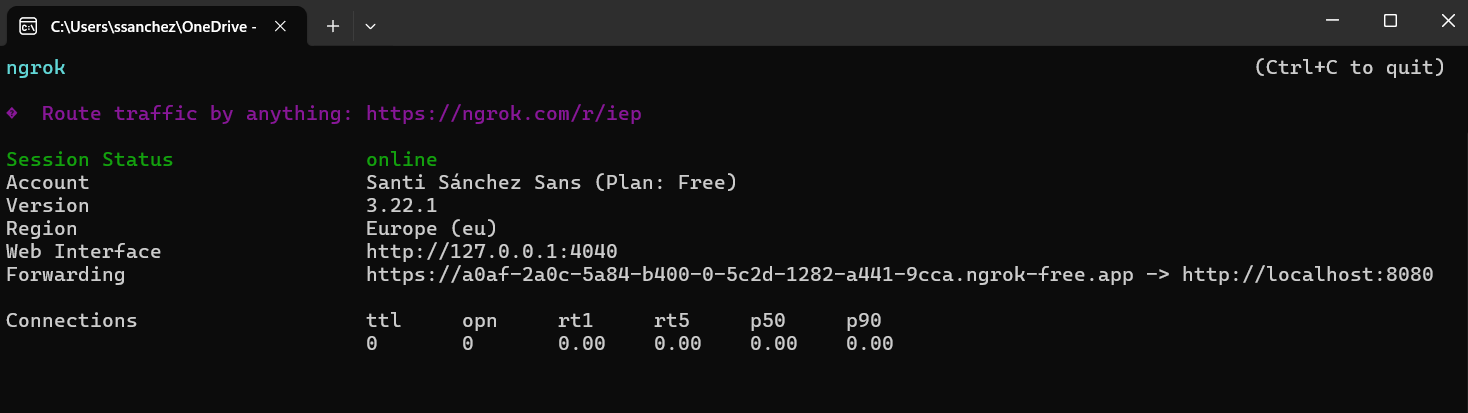 C:\Users\ssanchez\OneDrive -
ngrok (Ctrl+C to quit)
� Route traffic by anything: https://ngrok.com/r/iep
Session Status online
Account Santi Sánchez Sans (Plan: Free)
Version 3.22.1
Region Europe (eu)
Web Interface http://127.0.0.1:4040
Forwarding https://a0af-2a0c-5a84-b400-0-5c2d-1282-a441-9cca.ngrok-free.app -> http://localhost:8080
Connections ttl opn rt1 rt5 p50 p90
0 0 0.00 0.00 0.00 0.00